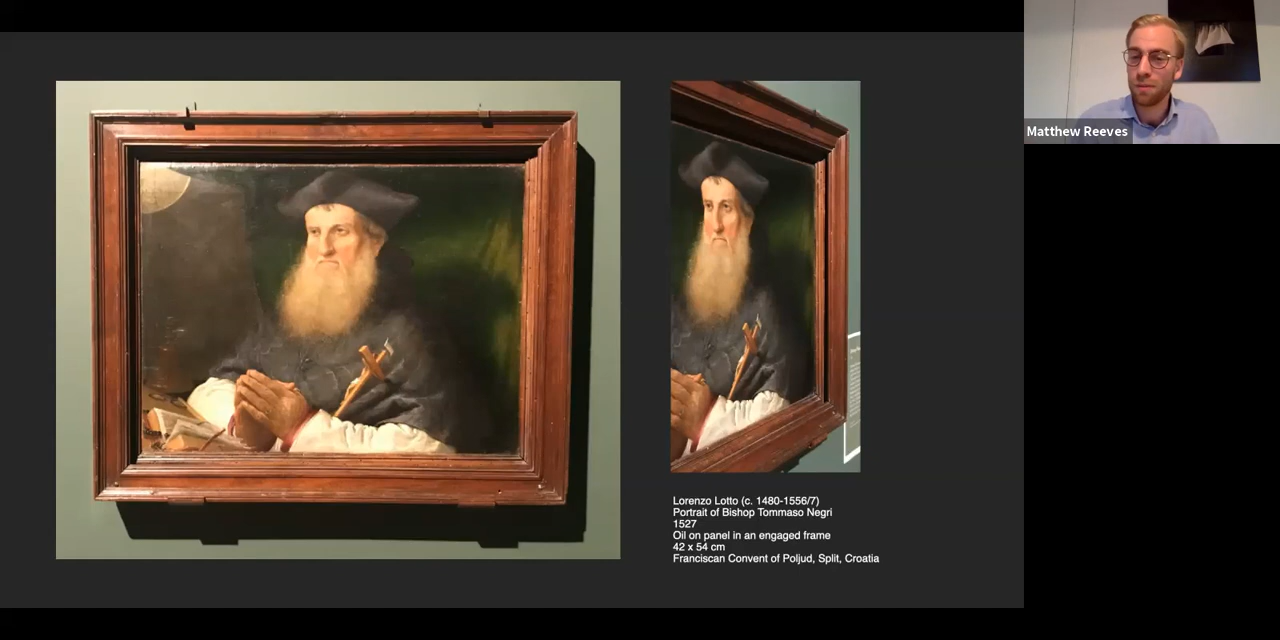 Matthew Reeves
Lorenzo Lotto (c. 1480-1556/7)
Portrait of Bishop Tommaso Negri
1527
Oil on panel in an engaged frame
42 x 54 cm
Franciscan Convent of Poljud, Split, Croatia